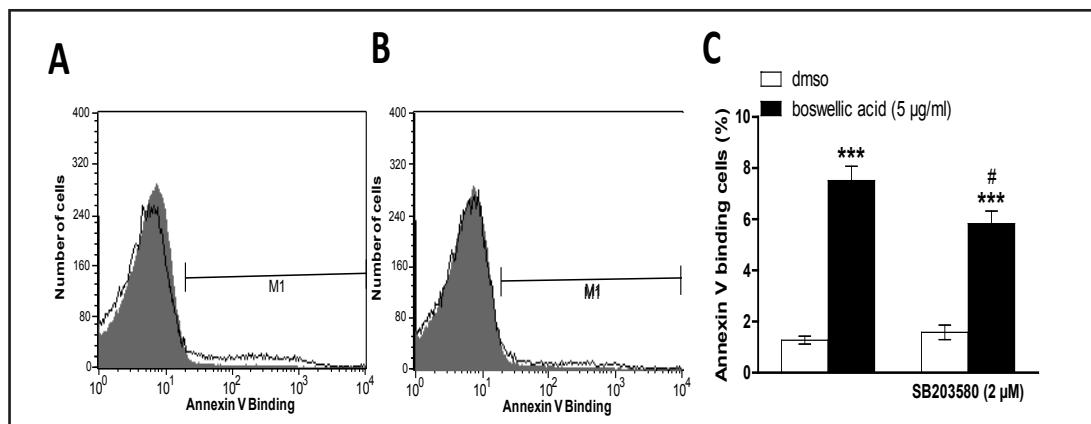 A
B
C
dmso
boswellic acid (5 µg/ml)
Number of cells
400
320
240
160
80
0
M1
10^0 10^1 10^2 10^3 10^4
Annexin V Binding
Number of cells
400
320
240
160
80
0
M1
10^0 10^1 10^2 10^3 10^4
Annexin V Binding
Annexin V binding cells (%)
10
8
6
4
2
0
***
#
***
SB203580 (2 µM)